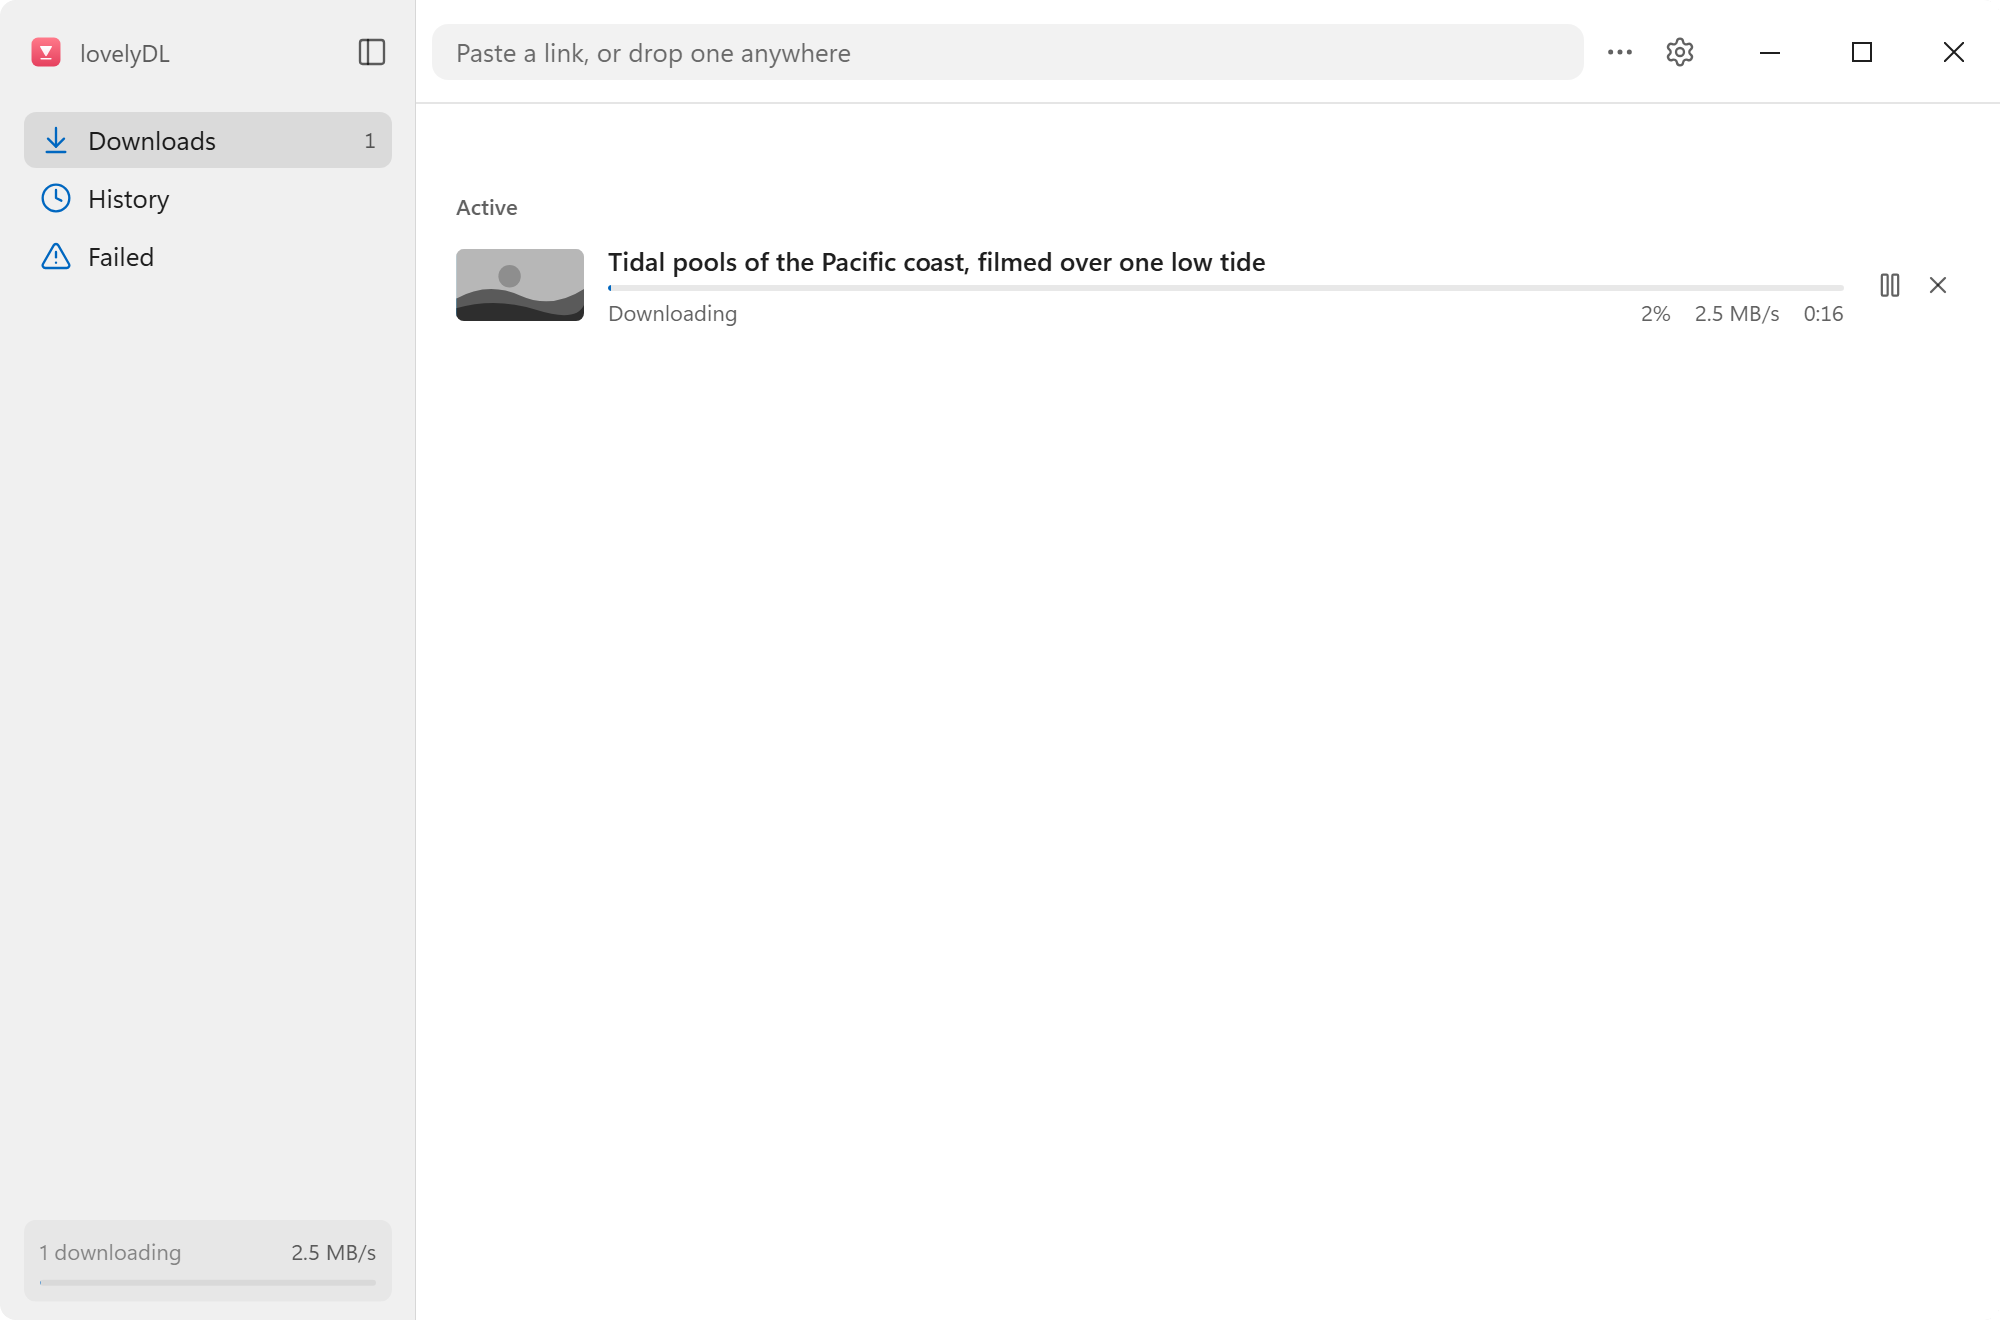 lovelyDL
Paste a link, or drop one anywhere
Downloads 1
History
Failed
Active
Tidal pools of the Pacific coast, filmed over one low tide
Downloading 2% 2.5 MB/s 0:16
1 downloading 2.5 MB/s